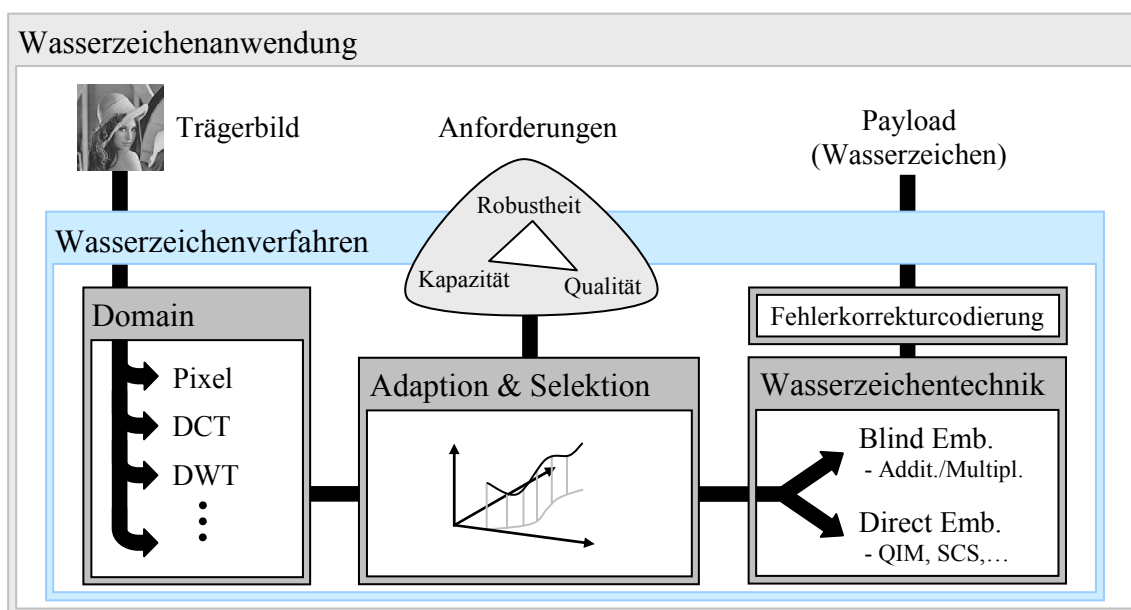 Wasserzeichenanwendung
Trägerbild
Anforderungen
Payload
(Wasserzeichen)
Robustheit
Kapazität
Qualität
Wasserzeichenverfahren
Domain
Pixel
DCT
DWT
Adaption & Selektion
Fehlerkorrekturcodierung
Wasserzeichentechnik
Blind Emb.
- Addit./Multipl.
Direct Emb.
- QIM, SCS,…